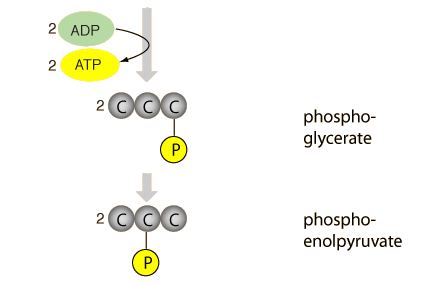 2 ADP
2 ATP
2 C C C
P
phospho-
glycerate
2 C C C
P
phospho-
enolpyruvate